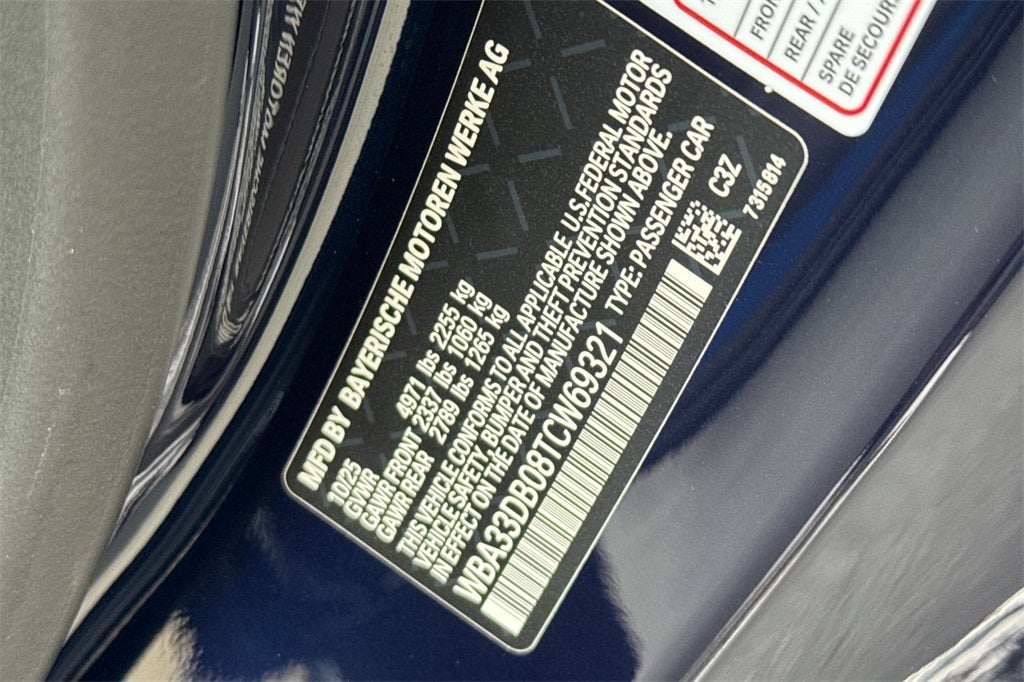 MFD BY BAYERISCHE MOTOREN WERKE AG
10/25
GVWR 4971 lbs 2255 kg
GAWR FRONT 2337 lbs 1060 kg
GAWR REAR 2789 lbs 1265 kg
THIS VEHICLE CONFORMS TO ALL APPLICABLE U.S.FEDERAL MOTOR
VEHICLE SAFETY, BUMPER AND THEFT PREVENTION STANDARDS
IN EFFECT ON THE DATE OF MANUFACTURE SHOWN ABOVE.
WBA33DB08TCW69321 TYPE: PASSENGER CAR
C3Z
7315814
REAR /
SPARE
DE SECOURS